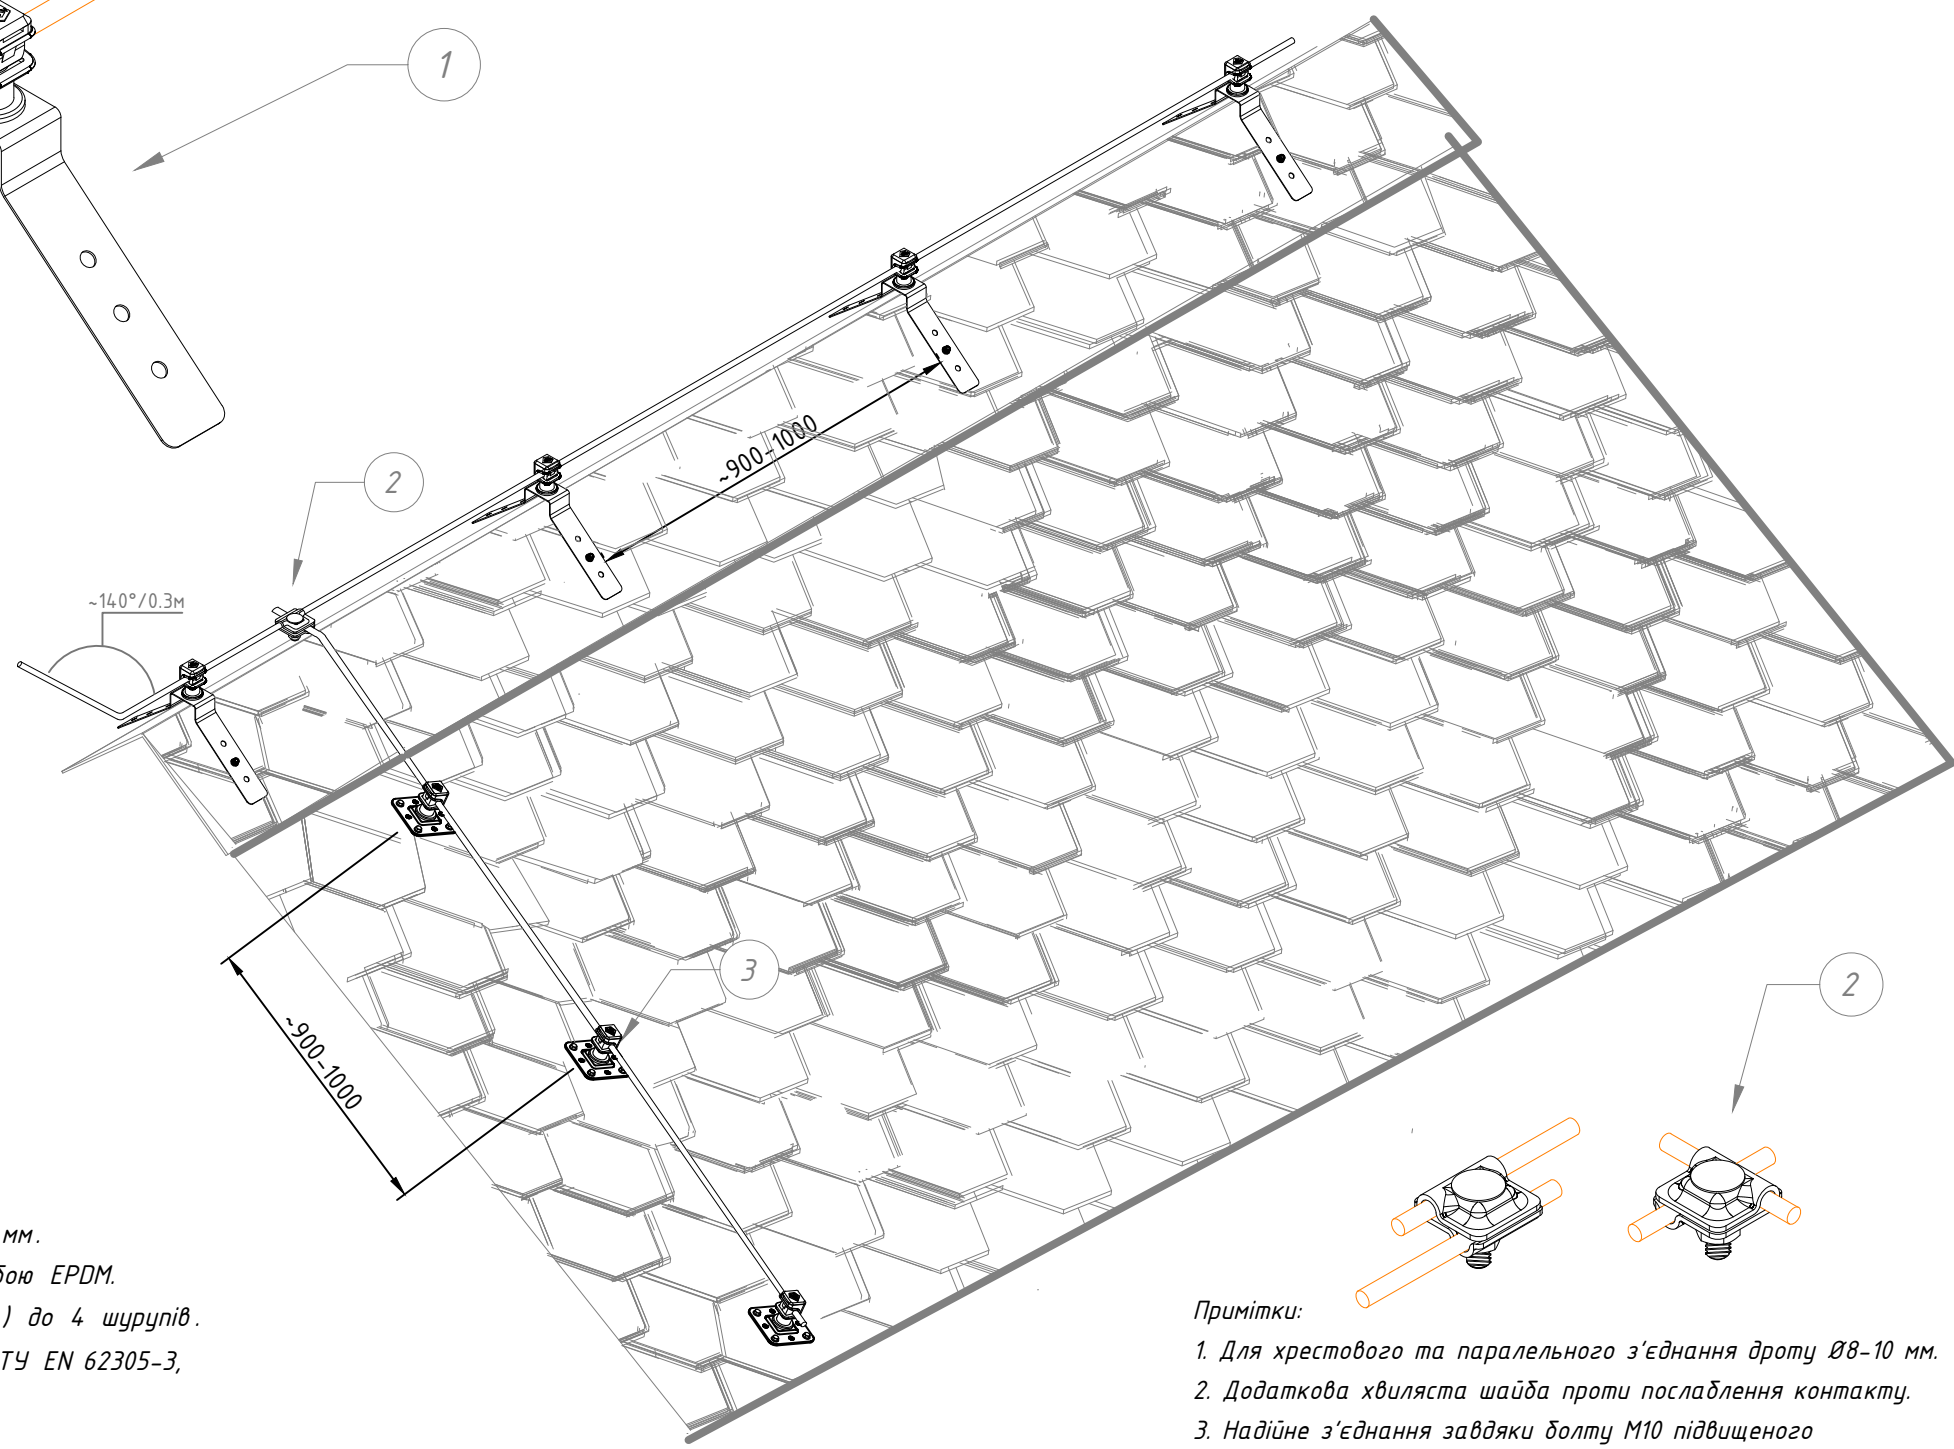 1
~900-1000
2
~140°/0.3м
3
~900-1000
2
мм.
бою EPDM.
) до 4 шурупів.
ТУ EN 62305-3,
Примітки:
1. Для хрестового та паралельного з'єднання дроту Ø8-10 мм.
2. Додаткова хвиляста шайба проти послаблення контакту.
3. Надійне з'єднання завдяки болту М10 підвищеного